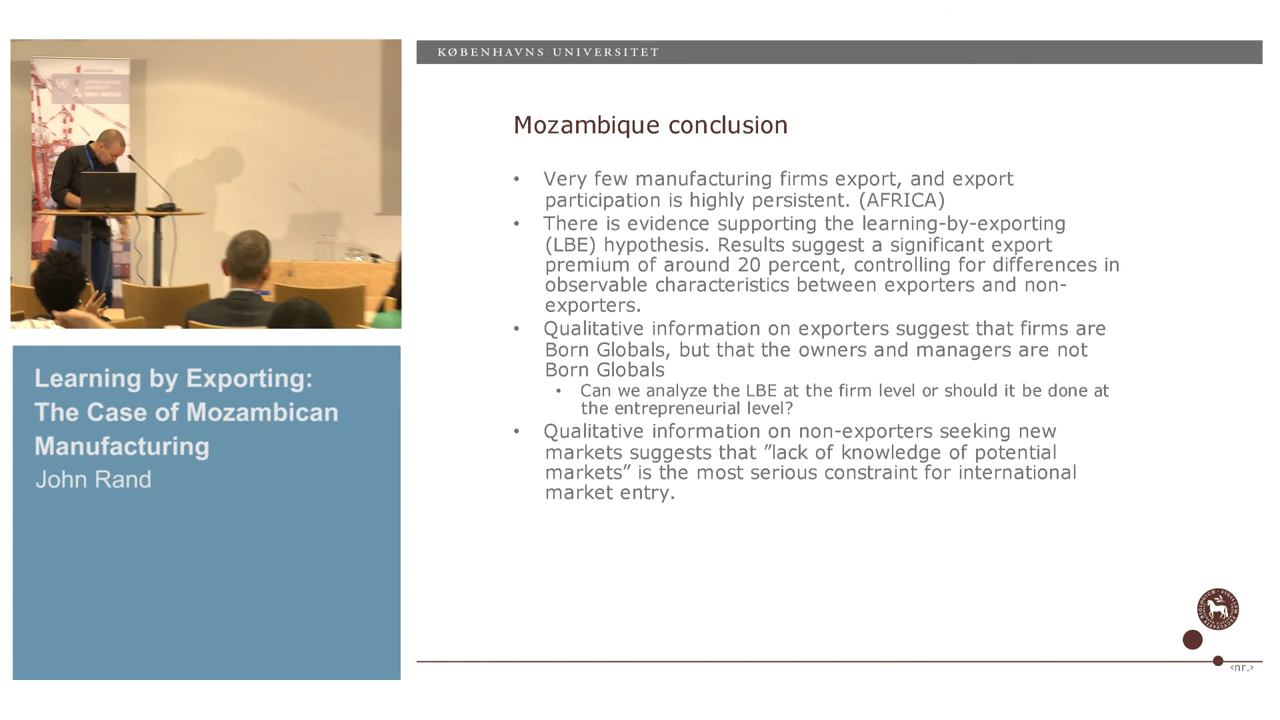 KØBENHAVNS UNIVERSITET
Mozambique conclusion
• Very few manufacturing firms export, and export
participation is highly persistent. (AFRICA)
• There is evidence supporting the learning-by-exporting
(LBE) hypothesis. Results suggest a significant export
premium of around 20 percent, controlling for differences in
observable characteristics between exporters and non-
exporters.
• Qualitative information on exporters suggest that firms are
Born Globals, but that the owners and managers are not
Born Globals
• Can we analyze the LBE at the firm level or should it be done at
the entrepreneurial level?
• Qualitative information on non-exporters seeking new
markets suggests that ”lack of knowledge of potential
markets” is the most serious constraint for international
market entry.
‹nr.›
Learning by Exporting:
The Case of Mozambican
Manufacturing
John Rand